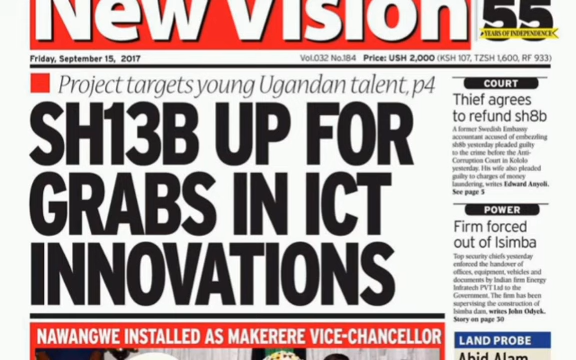 New Vision
55
YEARS OF INDEPENDENCE
Friday, September 15, 2017
Vol.032 No.184 Price: USH 2,000 (KSH 107, TZSH 1,600, RF 933)
Project targets young Ugandan talent, p4
SH13B UP FOR
GRABS IN ICT
INNOVATIONS
NAWANGWE INSTALLED AS MAKERERE VICE-CHANCELLOR
COURT
Thief agrees
to refund sh8b
A former Swedish Embassy
accountant accused of embezzling
sh8b yesterday pleaded guilty
to the crime before the Anti-
Corruption Court in Kololo
yesterday. His wife also pleaded
guilty to charges of money
laundering, writes Edward Anyoli.
See page 5
POWER
Firm forced
out of Isimba
Top security chiefs yesterday
enforced the handover of
offices, equipment, vehicles and
documents by Indian firm Energy
Infratech PVT Ltd to the
Government. The firm has been
supervising the construction of
Isimba dam, writes John Odyek.
Story on page 50
LAND PROBE
Abid Alam